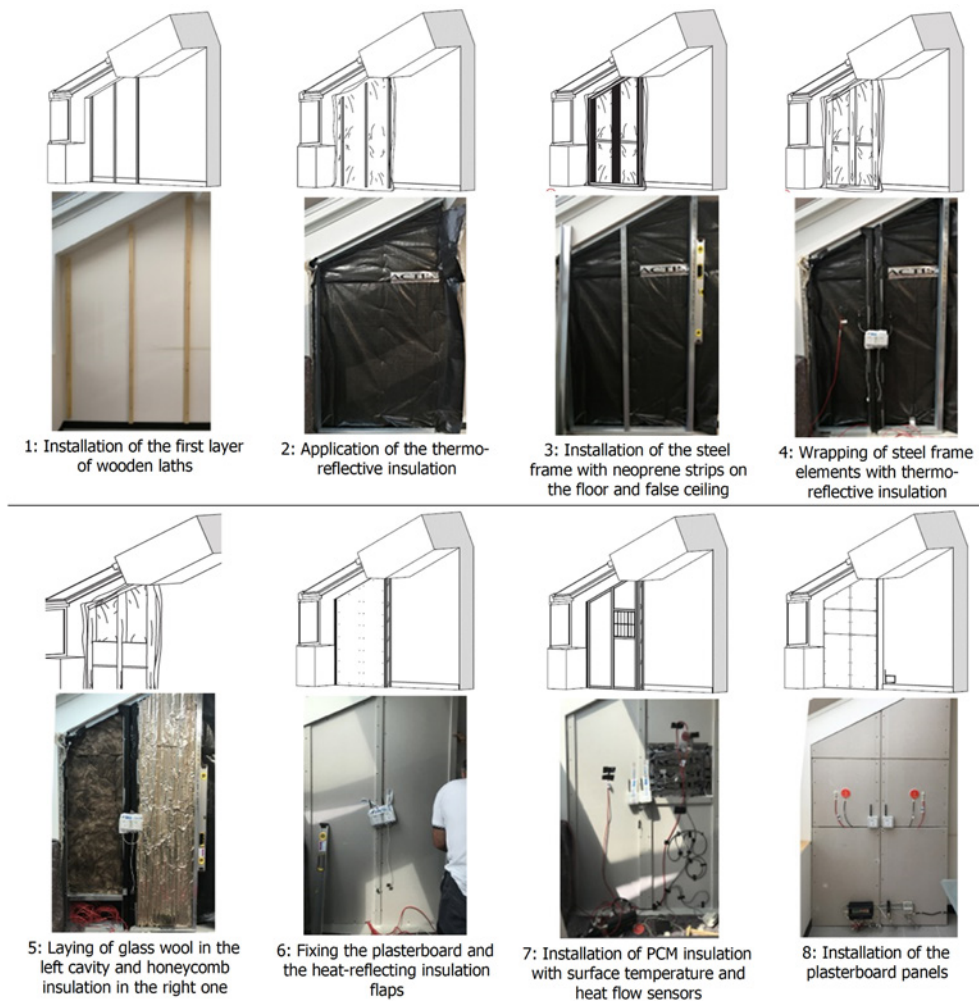 ACTIS
ACTIS
1: Installation of the first layer
of wooden laths
2: Application of the thermo-
reflective insulation
3: Installation of the steel
frame with neoprene strips on
the floor and false ceiling
4: Wrapping of steel frame
elements with thermo-
reflective insulation
5: Laying of glass wool in the
left cavity and honeycomb
insulation in the right one
6: Fixing the plasterboard and
the heat-reflecting insulation
flaps
7: Installation of PCM insulation
with surface temperature and
heat flow sensors
8: Installation of the
plasterboard panels